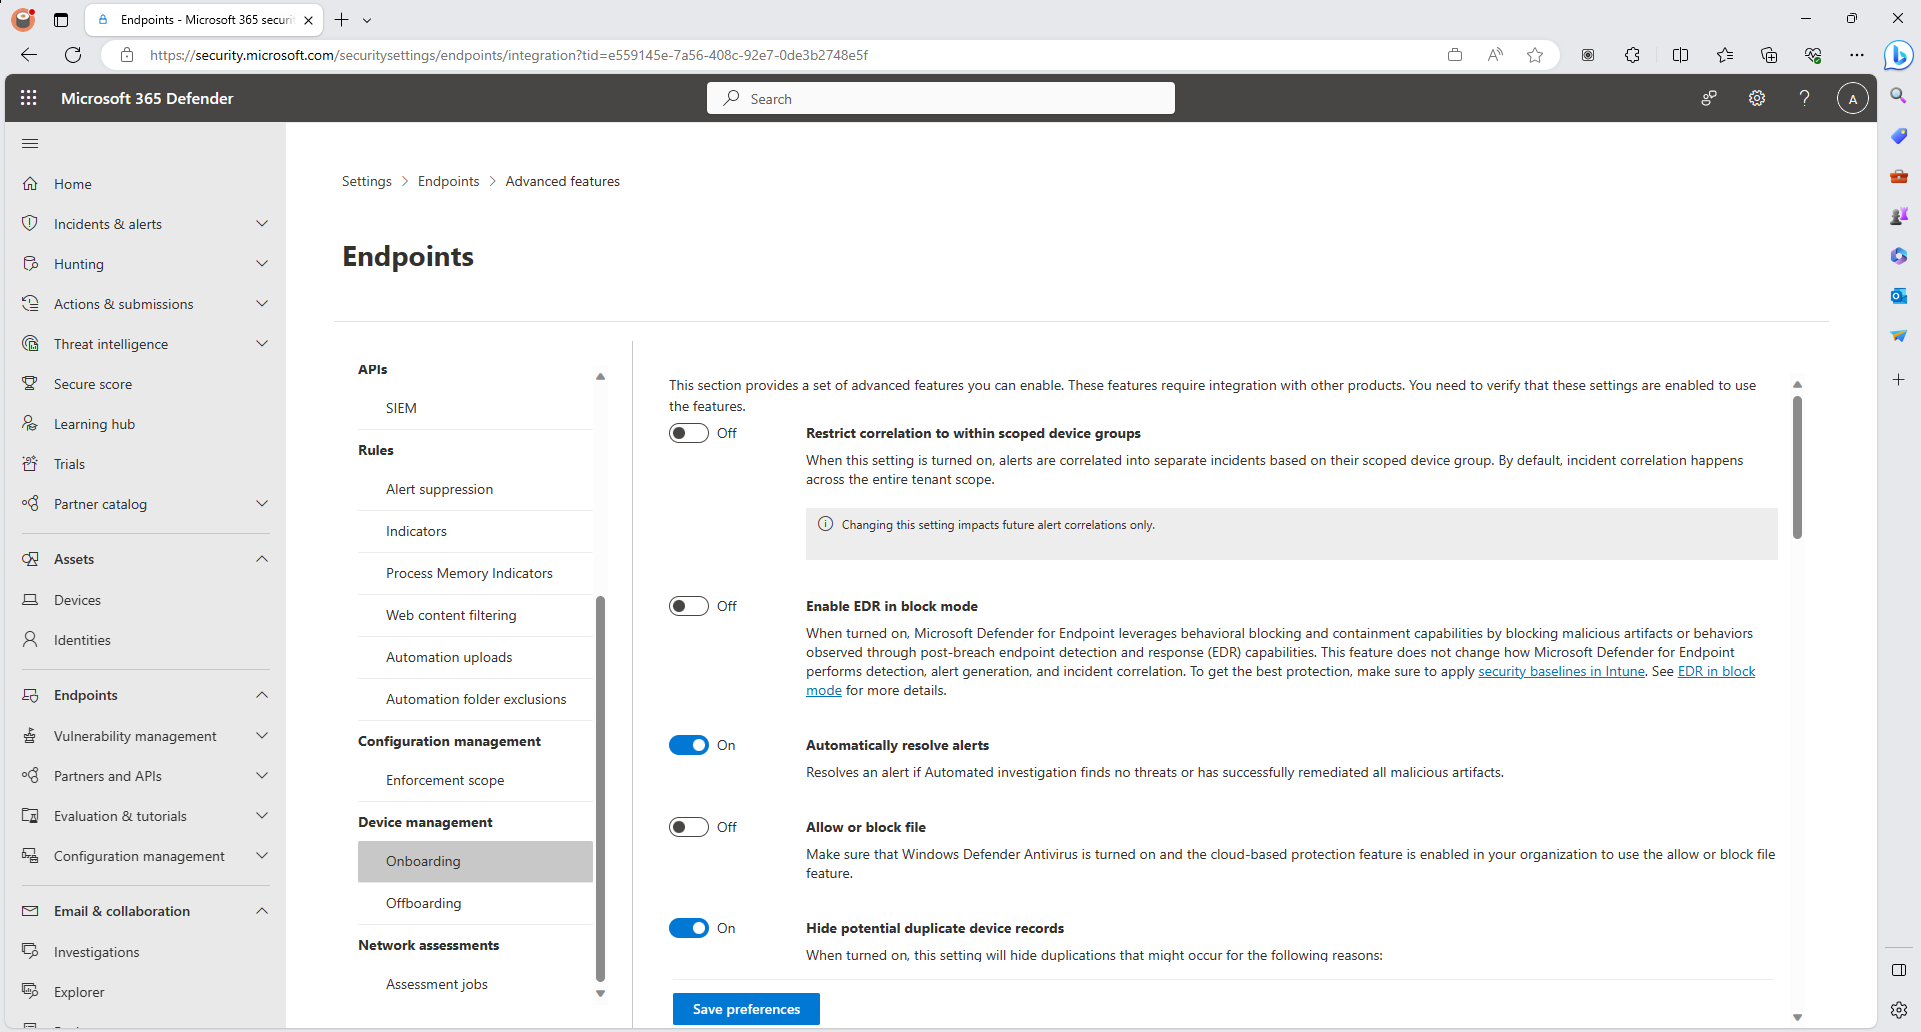 Endpoints - Microsoft 365 securi
https://security.microsoft.com/securitysettings/endpoints/integration?tid=e559145e-7a56-408c-92e7-0de3b2748e5f
Microsoft 365 Defender
Search
A
Home
Incidents & alerts
Hunting
Actions & submissions
Threat intelligence
Secure score
Learning hub
Trials
Partner catalog
Assets
Devices
Identities
Endpoints
Vulnerability management
Partners and APIs
Evaluation & tutorials
Configuration management
Email & collaboration
Investigations
Explorer
Settings > Endpoints > Advanced features
Endpoints
APIs
SIEM
Rules
Alert suppression
Indicators
Process Memory Indicators
Web content filtering
Automation uploads
Automation folder exclusions
Configuration management
Enforcement scope
Device management
Onboarding
Offboarding
Network assessments
Assessment jobs
This section provides a set of advanced features you can enable. These features require integration with other products. You need to verify that these settings are enabled to use
the features.
Off
Restrict correlation to within scoped device groups
When this setting is turned on, alerts are correlated into separate incidents based on their scoped device group. By default, incident correlation happens
across the entire tenant scope.
Changing this setting impacts future alert correlations only.
Off
Enable EDR in block mode
When turned on, Microsoft Defender for Endpoint leverages behavioral blocking and containment capabilities by blocking malicious artifacts or behaviors
observed through post-breach endpoint detection and response (EDR) capabilities. This feature does not change how Microsoft Defender for Endpoint
performs detection, alert generation, and incident correlation. To get the best protection, make sure to apply security baselines in Intune. See EDR in block
mode for more details.
On
Automatically resolve alerts
Resolves an alert if Automated investigation finds no threats or has successfully remediated all malicious artifacts.
Off
Allow or block file
Make sure that Windows Defender Antivirus is turned on and the cloud-based protection feature is enabled in your organization to use the allow or block file
feature.
On
Hide potential duplicate device records
When turned on, this setting will hide duplications that might occur for the following reasons:
Save preferences